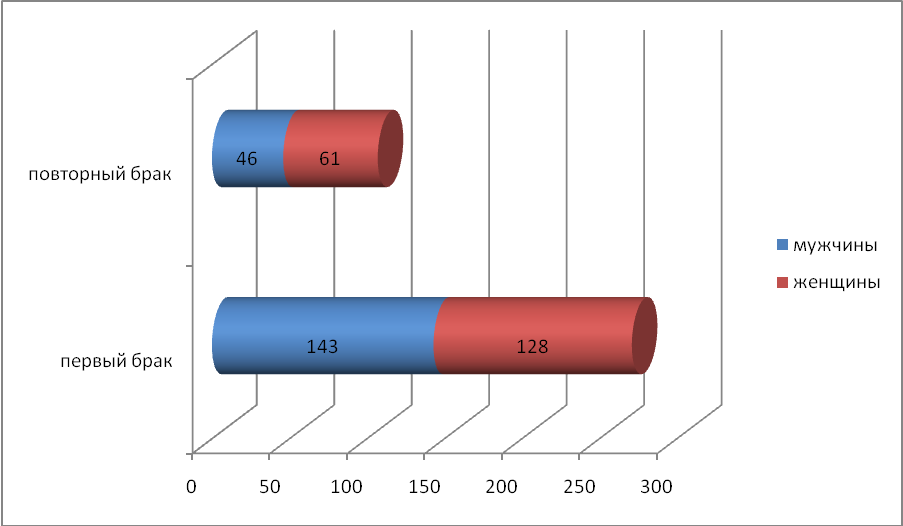 повторный брак
46
61
мужчины
женщины
первый брак
143
128
0 50 100 150 200 250 300